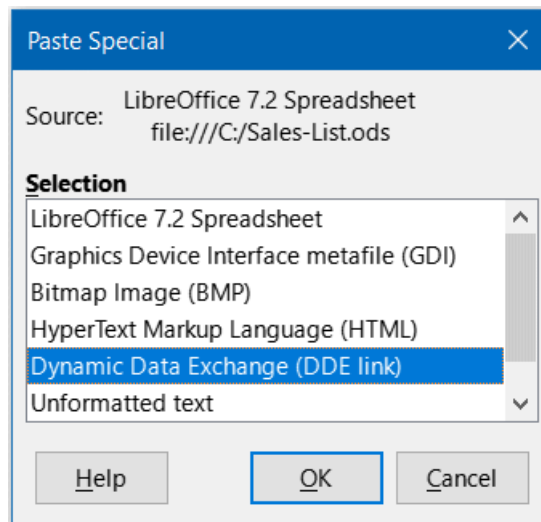 Paste Special
Source: LibreOffice 7.2 Spreadsheet
file:///C:/Sales-List.ods
Selection
LibreOffice 7.2 Spreadsheet
Graphics Device Interface metafile (GDI)
Bitmap Image (BMP)
HyperText Markup Language (HTML)
Dynamic Data Exchange (DDE link)
Unformatted text
Help OK Cancel